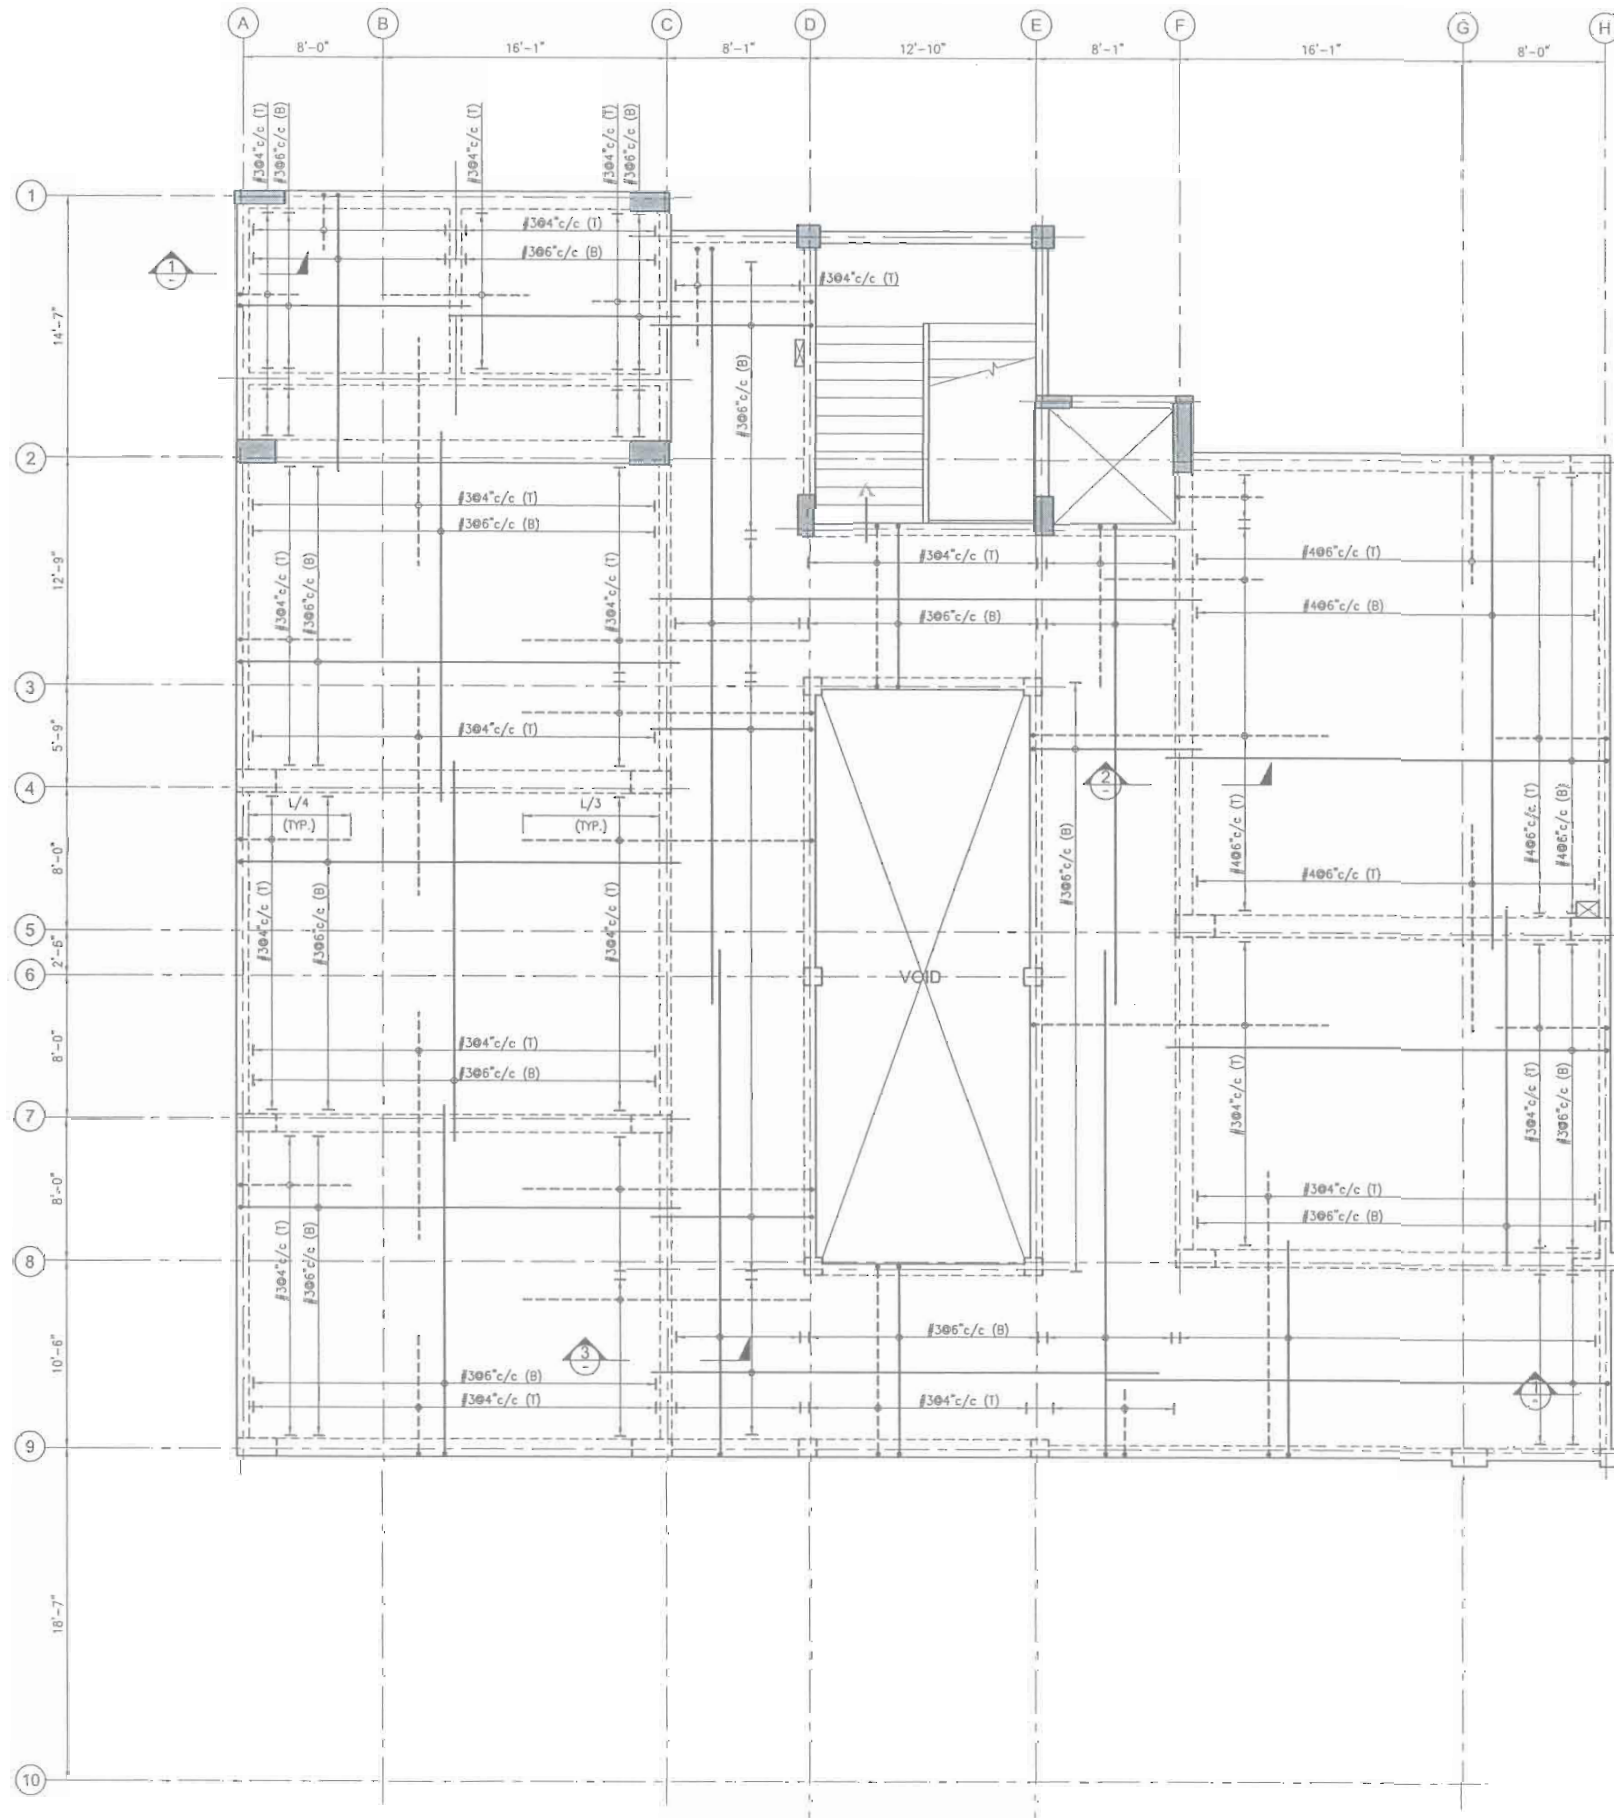 A B C D E F G H
8'-0" 16'-1" 8'-1" 12'-10" 8'-1" 16'-1" 8'-0"
#3@4"c/c (T)
#3@6"c/c (B)
#3@4"c/c (T)
#3@4"c/c (T)
#3@6"c/c (B)
1
#3@4"c/c (T)
#3@6"c/c (B)
1
-
#3@4"c/c (T)
14'-7"
#3@6"c/c (B)
2
#3@4"c/c (T)
#3@6"c/c (B)
12'-9"
#3@4"c/c (T)
#3@6"c/c (B)
#3@4"c/c (T)
#3@4"c/c (T)
#3@6"c/c (B)
#4@6"c/c (T)
#4@6"c/c (B)
3
5'-9"
#3@4"c/c (T)
2
-
4
L/4
(TYP.)
L/3
(TYP.)
8'-0"
#3@4"c/c (T)
#3@6"c/c (B)
#3@4"c/c (T)
#3@6"c/c (B)
#4@6"c/c (T)
#4@6"c/c (T)
#4@6"c/c (B)
#4@6"c/c (T)
5
2'-6"
6
VOID
8'-0"
#3@4"c/c (T)
#3@6"c/c (B)
#3@4"c/c (T)
#3@4"c/c (T)
#3@6"c/c (B)
7
8'-0"
#3@4"c/c (T)
#3@6"c/c (B)
8
#3@4"c/c (T)
#3@6"c/c (B)
10'-6"
#3@6"c/c (B)
3
-
#3@6"c/c (B)
#3@4"c/c (T)
#3@4"c/c (T)
1
-
9
18'-7"
10